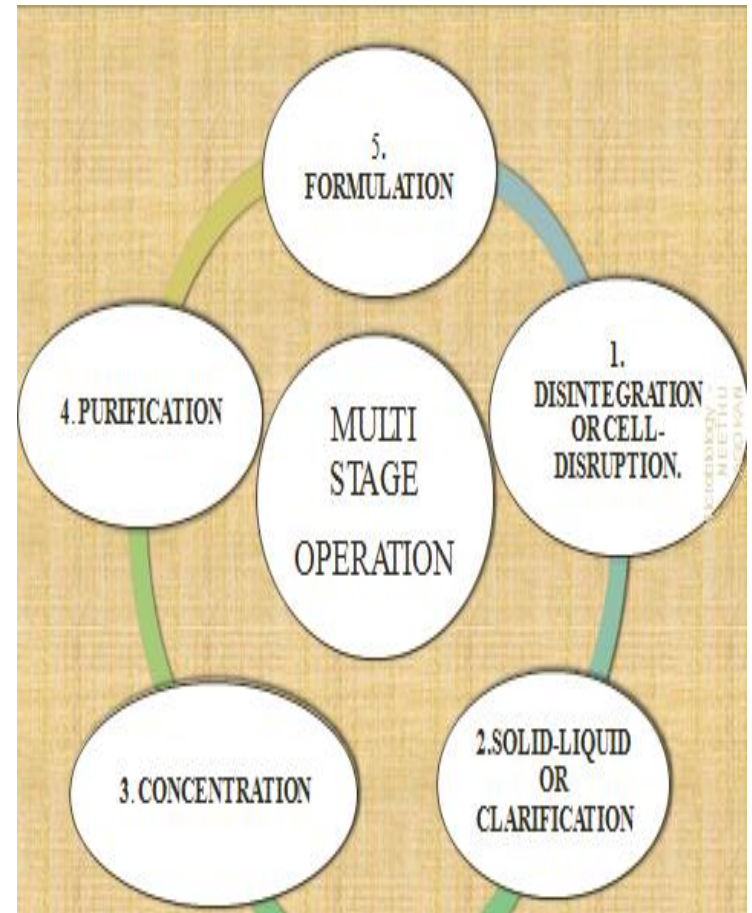 5.
FORMULATION
1.
DISINTEGRATION
OR CELL-
DISRUPTION.
4. PURIFICATION
MULTI
STAGE
OPERATION
2.SOLID-LIQUID
OR
CLARIFICATION
3. CONCENTRATION
NEETHU